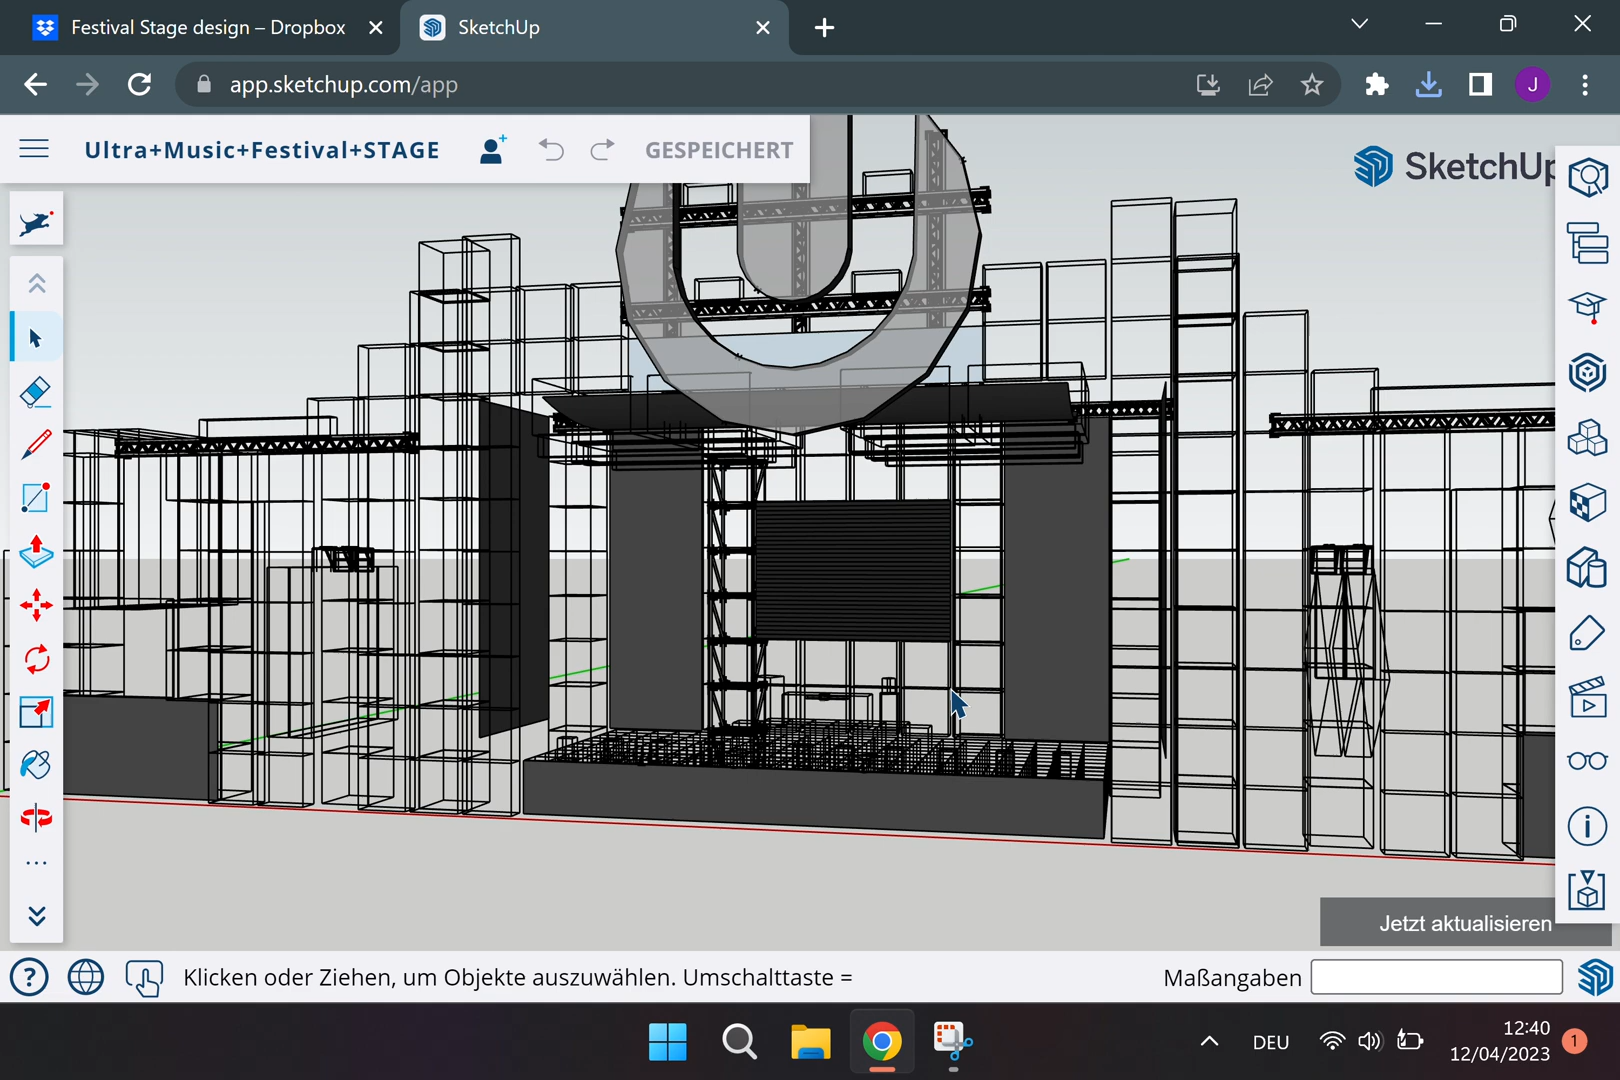 Festival Stage design – Dropbox
SketchUp
app.sketchup.com/app
J
Ultra+Music+Festival+STAGE
GESPEICHERT
SketchUp
Jetzt aktualisieren
Klicken oder Ziehen, um Objekte auszuwählen. Umschalttaste =
Maßangaben
DEU
12:40
12/04/2023
1